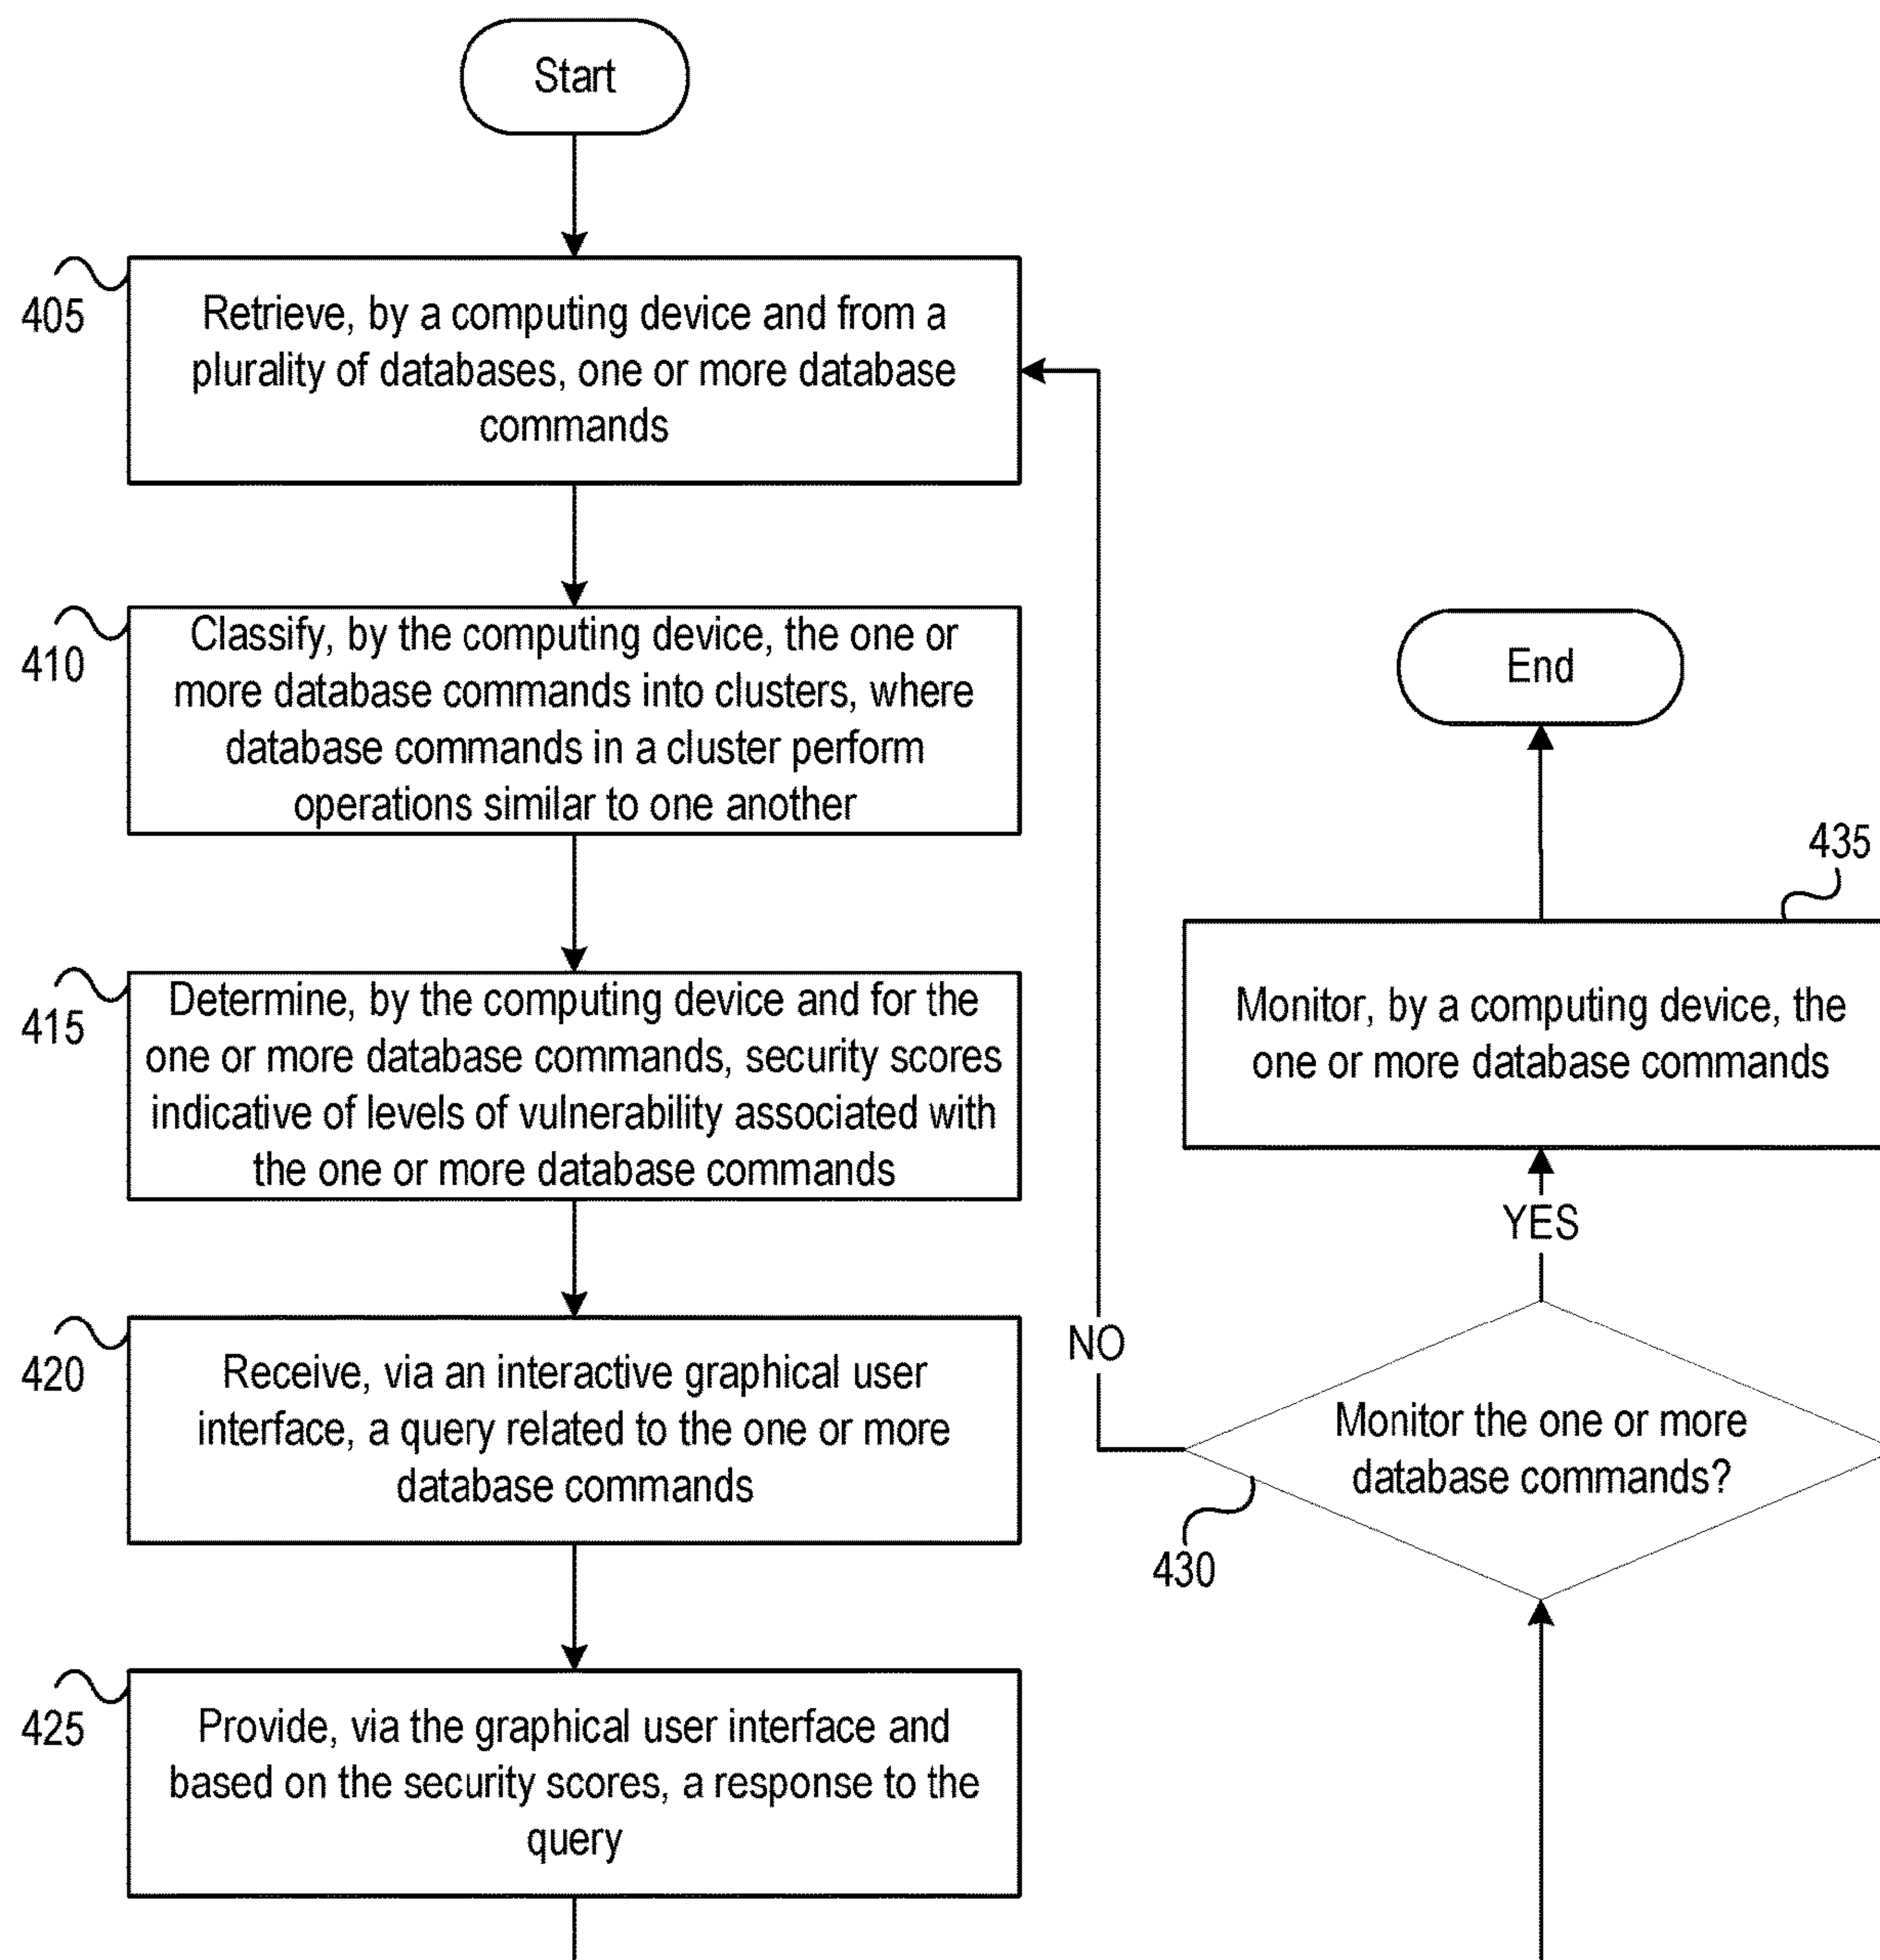 Start
405
Retrieve, by a computing device and from a
plurality of databases, one or more database
commands
410
Classify, by the computing device, the one or
more database commands into clusters, where
database commands in a cluster perform
operations similar to one another
415
Determine, by the computing device and for the
one or more database commands, security scores
indicative of levels of vulnerability associated with
the one or more database commands
420
Receive, via an interactive graphical user
interface, a query related to the one or more
database commands
425
Provide, via the graphical user interface and
based on the security scores, a response to the
query
430
Monitor the one or more
database commands?
NO
YES
435
Monitor, by a computing device, the
one or more database commands
End